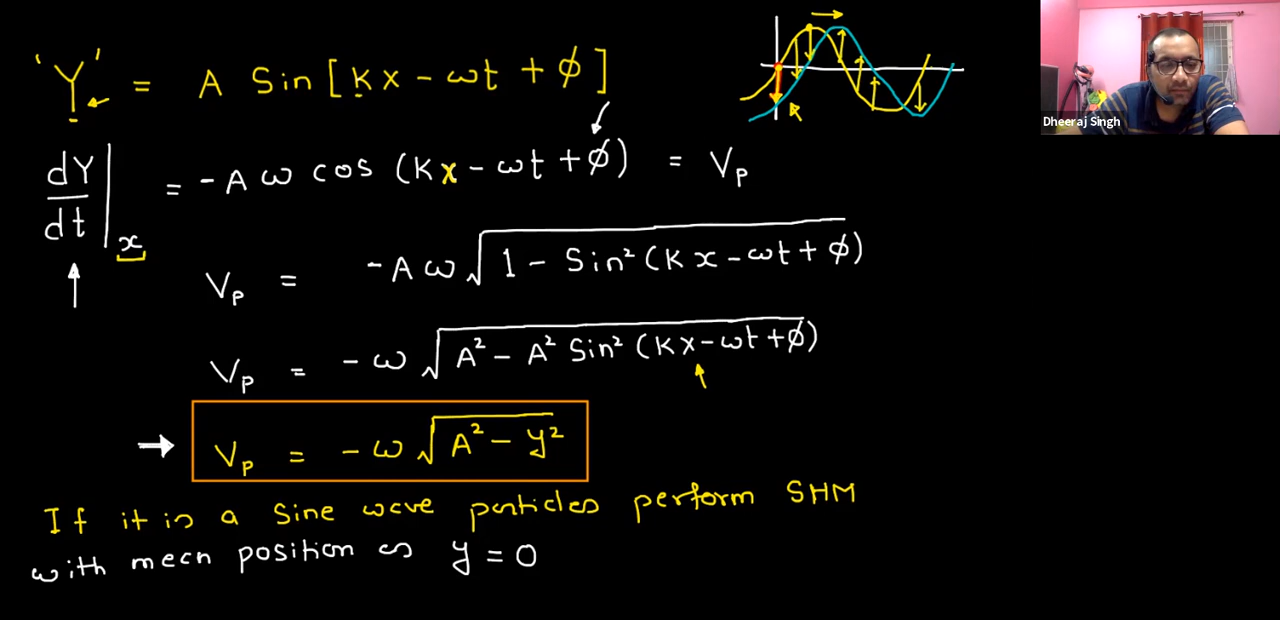 'Y' = A Sin [Kx - ωt + ϕ]
Dheeraj Singh
dY/dt|x = -Aω cos (Kx - ωt + ϕ) = Vp
Vp = -Aω√(1 - Sin² (Kx - ωt + ϕ))
Vp = -ω√(A² - A² Sin² (Kx - ωt + ϕ))
→ Vp = -ω√(A² - y²)
If it is a Sine wave particles perform SHM
with mean position as y = 0